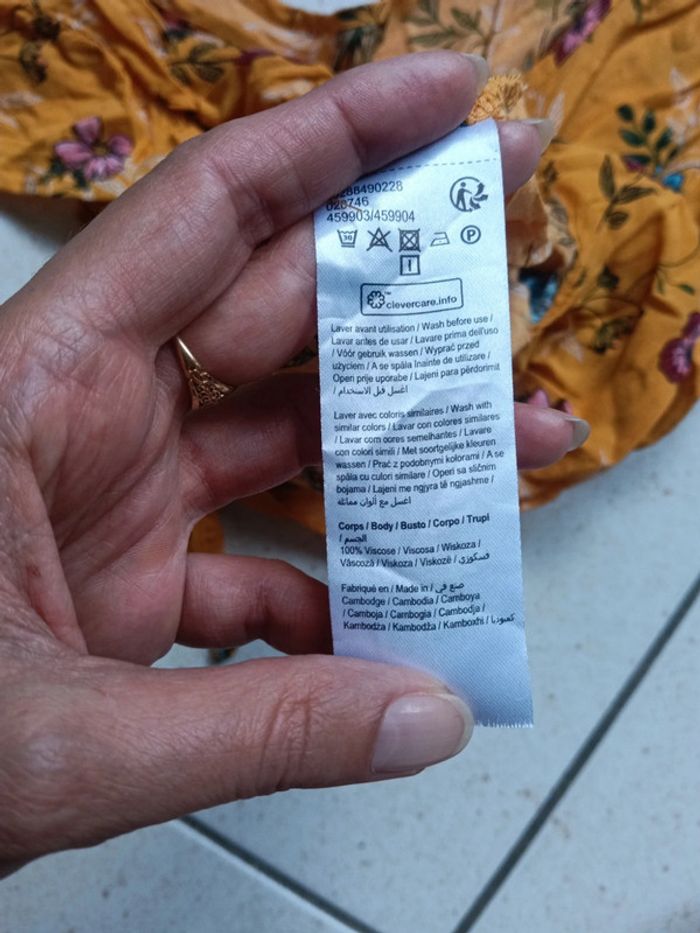 288490228
020746
459903/459904
30
P
clevercare.info
Laver avant utilisation / Wash before use /
Lavar antes de usar / Lavare prima dell'uso
/ Vóór gebruik wassen / Wyprać przed
użyciem / A se spăla înainte de utilizare /
Operi prije uporabe / Lajeni para përdorimit
/ اغسل قبل الاستخدام
Laver avec coloris similaires / Wash with
similar colors / Lavar con colores similares
/ Lavar com cores semelhantes / Lavare
con colori simili / Met soortgelijke kleuren
wassen / Prać z podobnymi kolorami / A se
spăla cu culori similare / Operi sa sličnim
bojama / Lajeni me ngjyra të ngjashme /
اغسل مع ألوان مماثلة
Corps / Body / Busto / Corpo / Trupi
/ الجسم
100% Viscose / Viscosa / Wiskoza /
Vâscoză / Viskoza / Viskozë / فسكوزي
Fabriqué en / Made in / صنع في
Cambodge / Cambodia / Camboya
/ Camboja / Cambogia / Cambodja /
Kambodża / Kambodža / Kamboxhi / كمبوديا